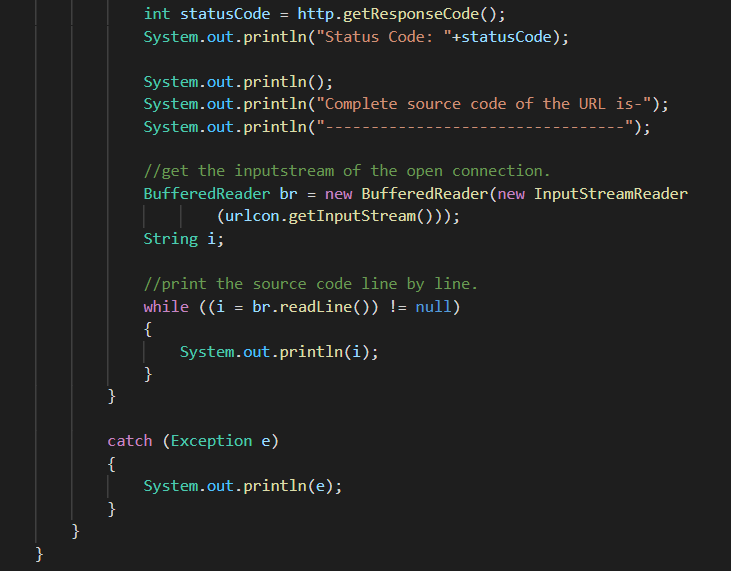 int statusCode = http.getResponseCode();
System.out.println("Status Code: "+statusCode);
System.out.println();
System.out.println("Complete source code of the URL is-");
System.out.println("---------------------------------");
//get the inputstream of the open connection.
BufferedReader br = new BufferedReader(new InputStreamReader
(urlcon.getInputStream()));
String i;
//print the source code line by line.
while ((i = br.readLine()) != null)
{
System.out.println(i);
}
}
catch (Exception e)
{
System.out.println(e);
}
}
}